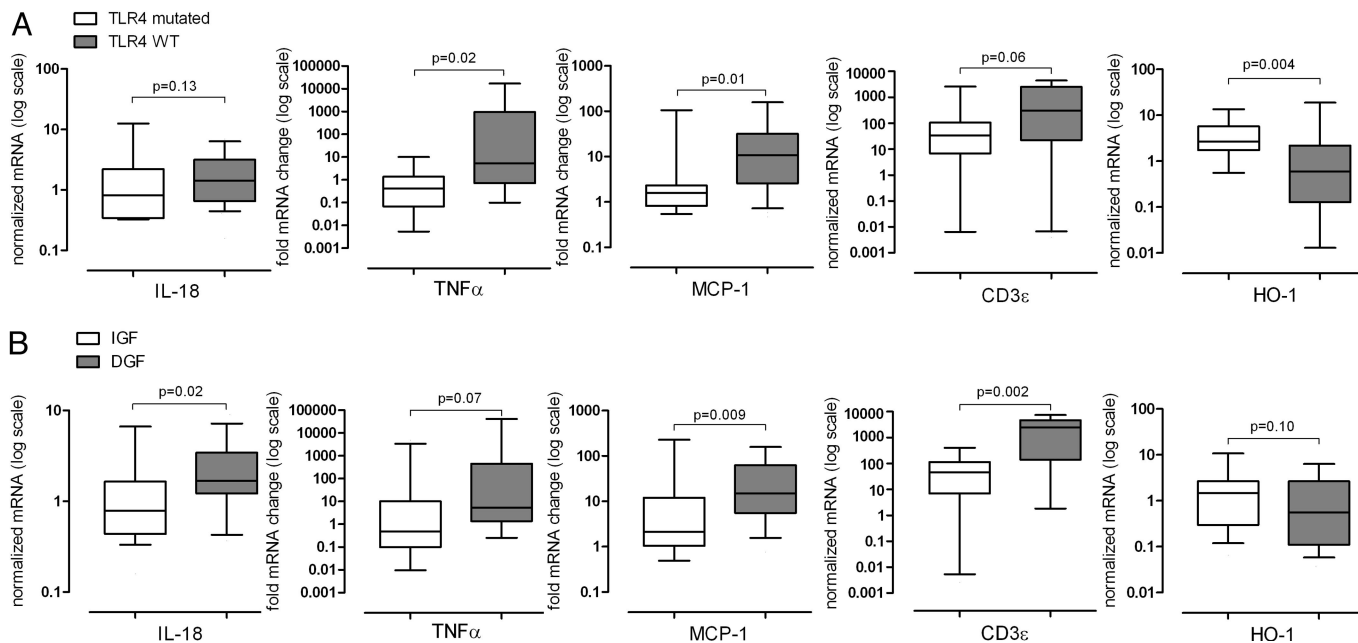 A
TLR4 mutated
TLR4 WT
normalized mRNA (log scale)
100
10
1
0.1
p=0.13
IL-18
fold mRNA change (log scale)
100000
10000
1000
100
10
1
0.1
0.01
0.001
p=0.02
TNFα
fold mRNA change (log scale)
1000
100
10
1
0.1
p=0.01
MCP-1
normalized mRNA (log scale)
10000
1000
100
10
1
0.1
0.01
0.001
p=0.06
CD3ε
normalized mRNA (log scale)
100
10
1
0.1
0.01
p=0.004
HO-1
B
IGF
DGF
normalized mRNA (log scale)
10
1
0.1
p=0.02
IL-18
fold mRNA change (log scale)
100000
10000
1000
100
10
1
0.1
0.01
0.001
p=0.07
TNFα
fold mRNA change (log scale)
1000
100
10
1
0.1
p=0.009
MCP-1
normalized mRNA (log scale)
10000
1000
100
10
1
0.1
0.01
0.001
p=0.002
CD3ε
normalized mRNA (log scale)
100
10
1
0.1
0.01
p=0.10
HO-1